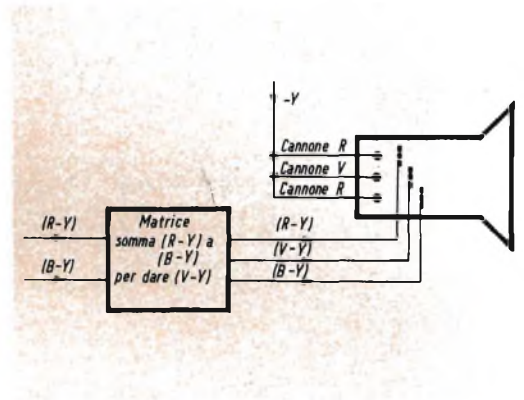 -Y
Cannone R
Cannone V
Cannone R
(R-Y)
(B-Y)
Matrice
somma (R-Y) a
(B-Y)
per dare (V-Y)
(R-Y)
(V-Y)
(B-Y)